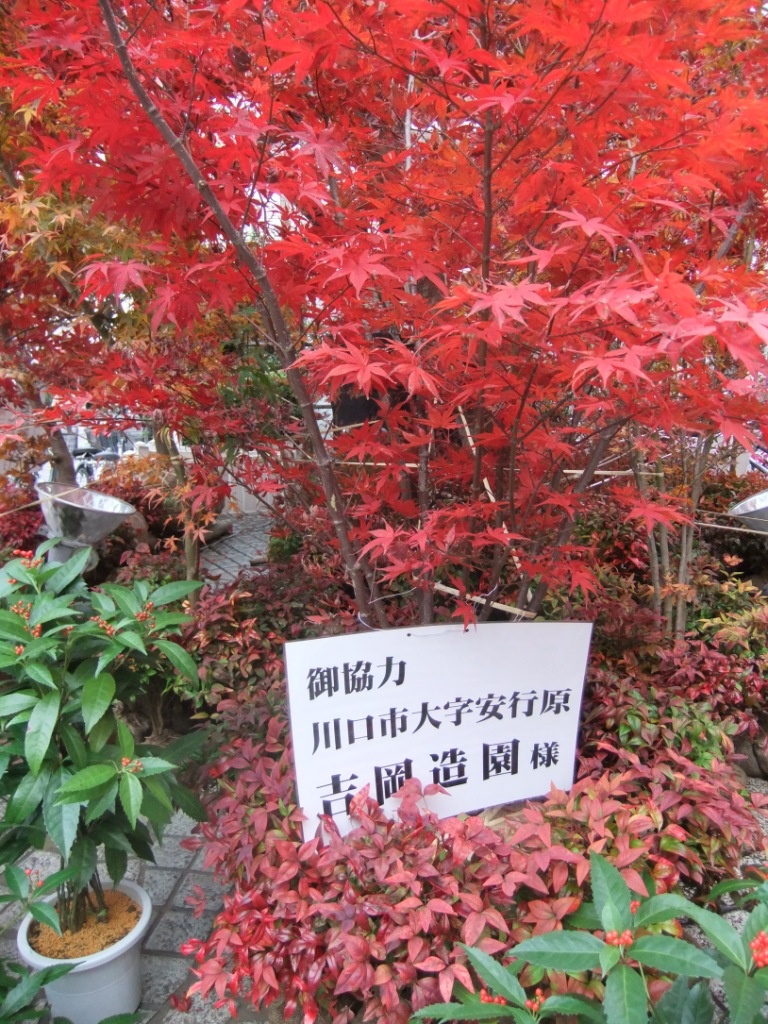 御協力
川口市大字安行原
吉岡造園様